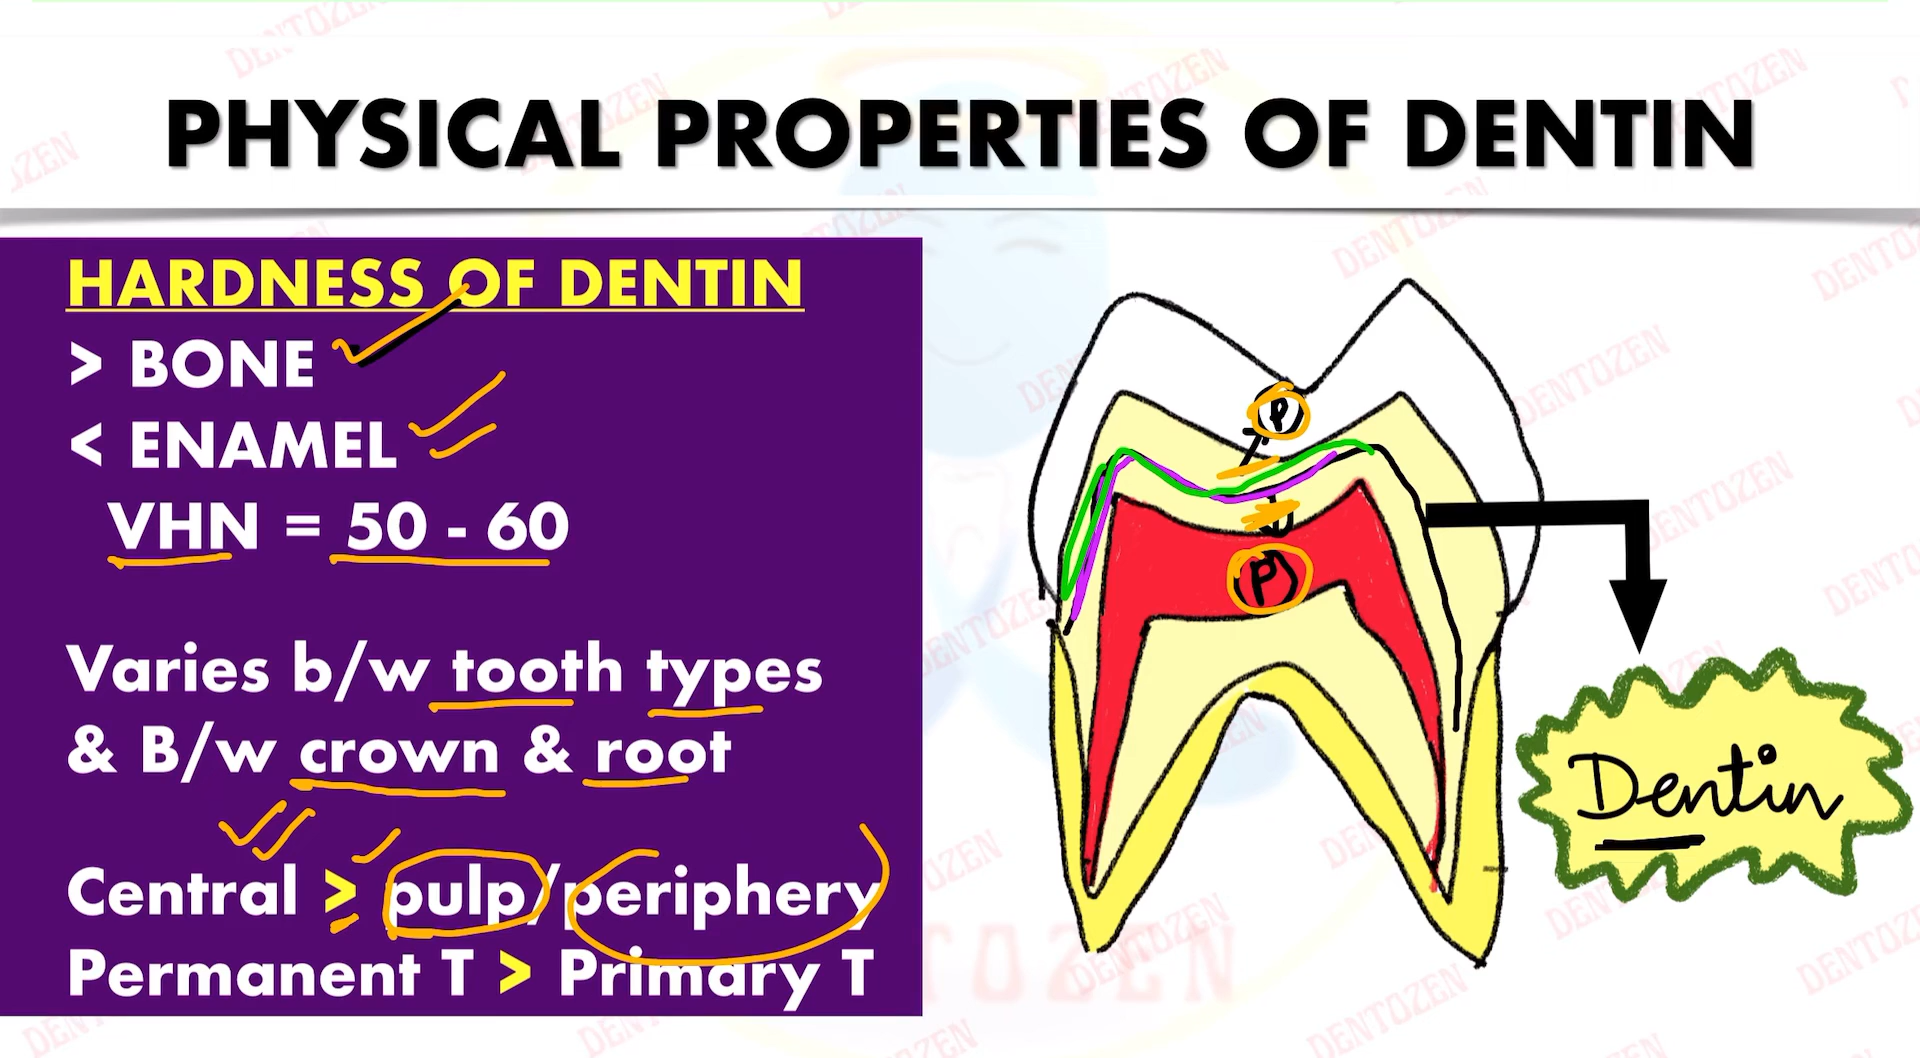 PHYSICAL PROPERTIES OF DENTIN
HARDNESS OF DENTIN
> BONE
< ENAMEL
VHN = 50 - 60
Varies b/w tooth types
& B/w crown & root
Central > pulp/periphery
Permanent T > Primary T
P
P
Dentin
DENTOZEN